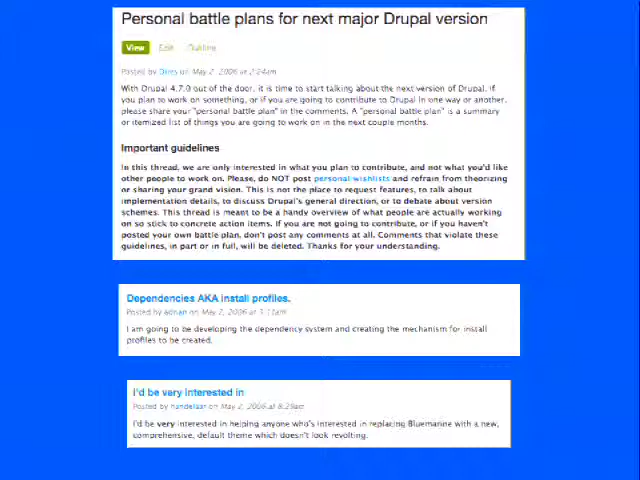 Personal battle plans for next major Drupal version
View Edit Outline
Posted by Dries on May 2, 2006 at 2:24am
With Drupal 4.7.0 out of the door, it is time to start talking about the next version of Drupal. If
you plan to work on something, or if you are going to contribute to Drupal in one way or another,
please share your "personal battle plan" in the comments. A "personal battle plan" is a summary
or itemized list of things you are going to work on in the next couple months.
Important guidelines
In this thread, we are only interested in what you plan to contribute, and not what you'd like
other people to work on. Please, do NOT post personal wishlists and refrain from theorizing
or sharing your grand vision. This is not the place to request features, to talk about
implementation details, to discuss Drupal's general direction, or to debate about version
schemes. This thread is meant to be a handy overview of what people are actually working
on so stick to concrete action items. If you are not going to contribute, or if you haven't
posted your own battle plan, don't post any comments at all. Comments that violate these
guidelines, in part or in full, will be deleted. Thanks for your understanding.
Dependencies AKA install profiles.
Posted by adrian on May 2, 2006 at
I am going to be developing the dependency system and creating the mechanism for install
profiles to be created.
I'd be very interested in
Posted by handelaar on May 2, 2006 at 8:29am
I'd be very interested in helping anyone who's interested in replacing Bluemarine with a new,
comprehensive, default theme which doesn't look revolting.